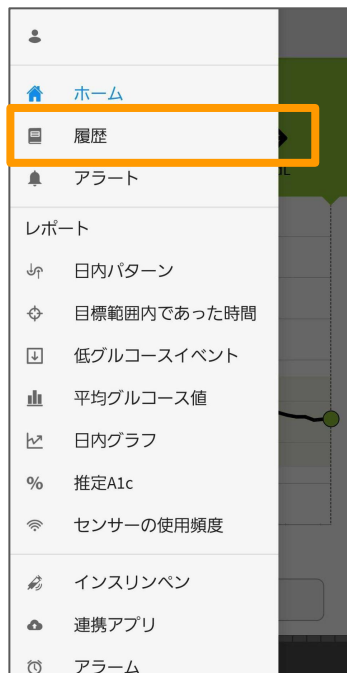 ホーム
履歴
アラート
レポート
日内パターン
目標範囲内であった時間
低グルコースイベント
平均グルコース値
日内グラフ
% 推定A1c
センサーの使用頻度
インスリンペン
連携アプリ
アラーム